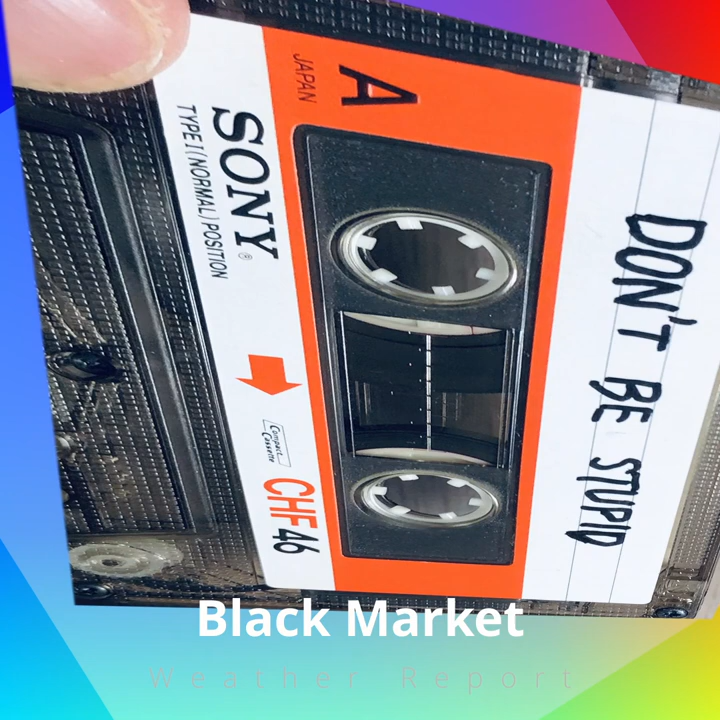 DON'T BE STUPID
A
JAPAN
SONY®
TYPE I (NORMAL) POSITION
Compact
Cassette
CHF 46
Black Market
Weather Report